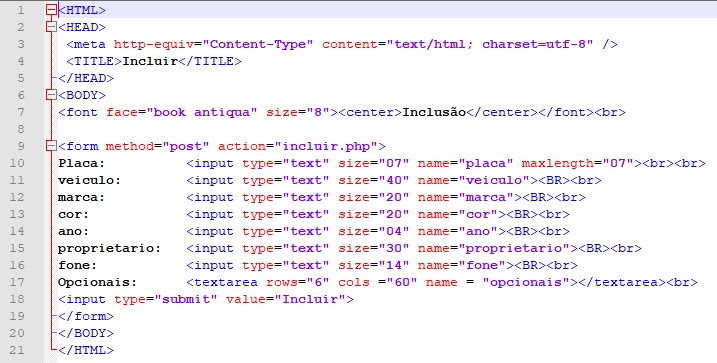 1 <HTML>
2 <HEAD>
3 <meta http-equiv="Content-Type" content="text/html; charset=utf-8" />
4 <TITLE>Incluir</TITLE>
5 </HEAD>
6 <BODY>
7 <font face="book antiqua" size="8"><center>Inclusão</center></font><br>
8
9 <form method="post" action="incluir.php">
10 Placa: <input type="text" size="07" name="placa" maxlength="07"><br><br>
11 veiculo: <input type="text" size="40" name="veiculo"><BR><br>
12 marca: <input type="text" size="20" name="marca"><BR><br>
13 cor: <input type="text" size="20" name="cor"><BR><br>
14 ano: <input type="text" size="04" name="ano"><BR><br>
15 proprietario: <input type="text" size="30" name="proprietario"><BR><br>
16 fone: <input type="text" size="14" name="fone"><BR><br>
17 Opcionais: <textarea rows="6" cols ="60" name = "opcionais"></textarea><br>
18 <input type="submit" value="Incluir">
19 </form>
20 </BODY>
21 </HTML>